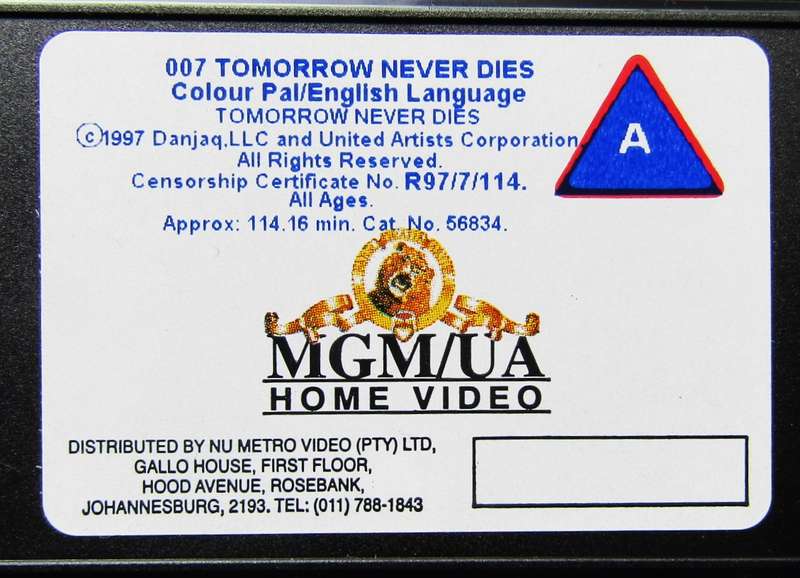 007 TOMORROW NEVER DIES
Colour Pal/English Language
TOMORROW NEVER DIES
©1997 Danjaq,LLC and United Artists Corporation
All Rights Reserved.
Censorship Certificate No. R97/7/114.
All Ages.
Approx: 114.16 min. Cat. No. 56834.
A
MGM/UA
HOME VIDEO
DISTRIBUTED BY NU METRO VIDEO (PTY) LTD,
GALLO HOUSE, FIRST FLOOR,
HOOD AVENUE, ROSEBANK,
JOHANNESBURG, 2193. TEL: (011) 788-1843